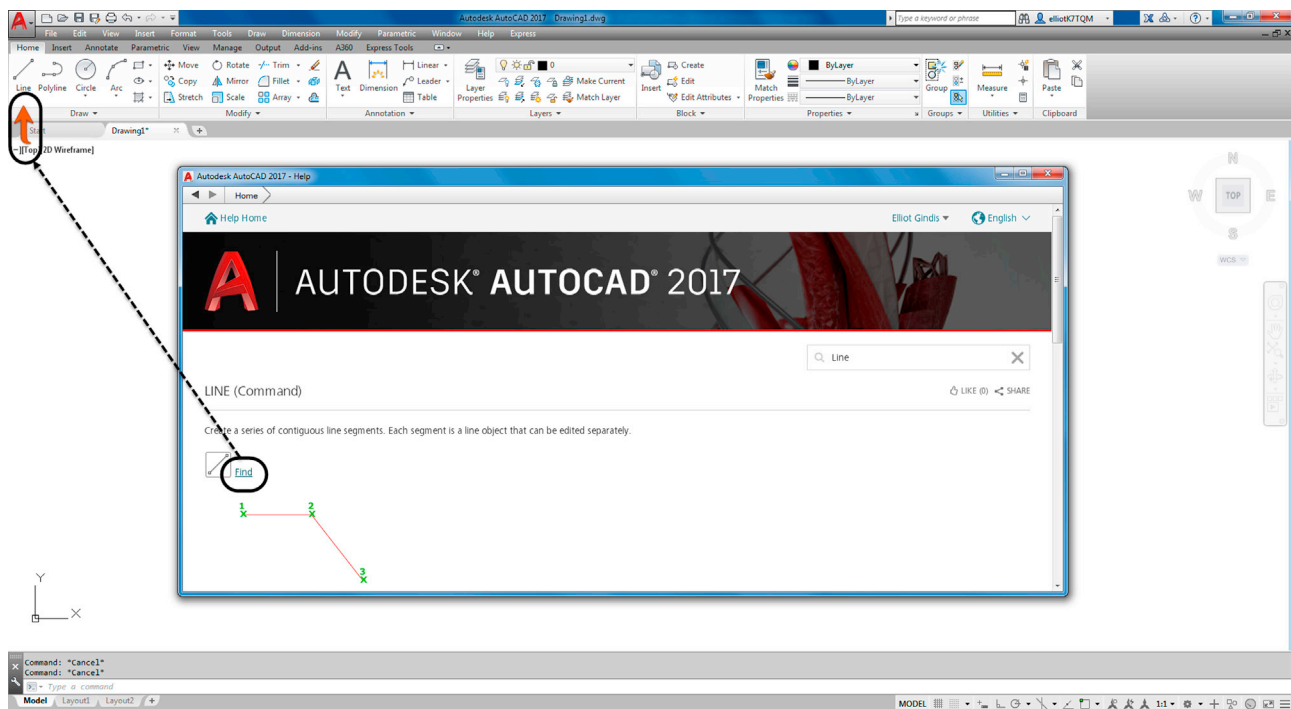 Autodesk AutoCAD 2017 Drawing1.dwg
Type a keyword or phrase
elliotK7TQM
File Edit View Insert Format Tools Draw Dimension Modify Parametric Window Help Express
Home Insert Annotate Parametric View Manage Output Add-ins A360 Express Tools
Line Polyline Circle Arc
Move Rotate Trim
Copy Mirror Fillet
Stretch Scale Array
Text Dimension
Linear
Leader
Table
Layer Properties
0
Make Current
Match Layer
Insert
Create
Edit
Edit Attributes
Match Properties
ByLayer
ByLayer
ByLayer
Group
Measure
Paste
Draw Modify Annotation Layers Block Properties Groups Utilities Clipboard
Start Drawing1*
Autodesk AutoCAD 2017 - Help
Home
Help Home Elliot Gindis English
AUTODESK® AUTOCAD® 2017
Line
LINE (Command) LIKE (0) SHARE
Create a series of contiguous line segments. Each segment is a line object that can be edited separately.
Find
1 2
3
N
W TOP E
S
WCS
Y
X
Command: *Cancel*
Command: *Cancel*
Type a command
Model Layout1 Layout2 +
MODEL 1:1